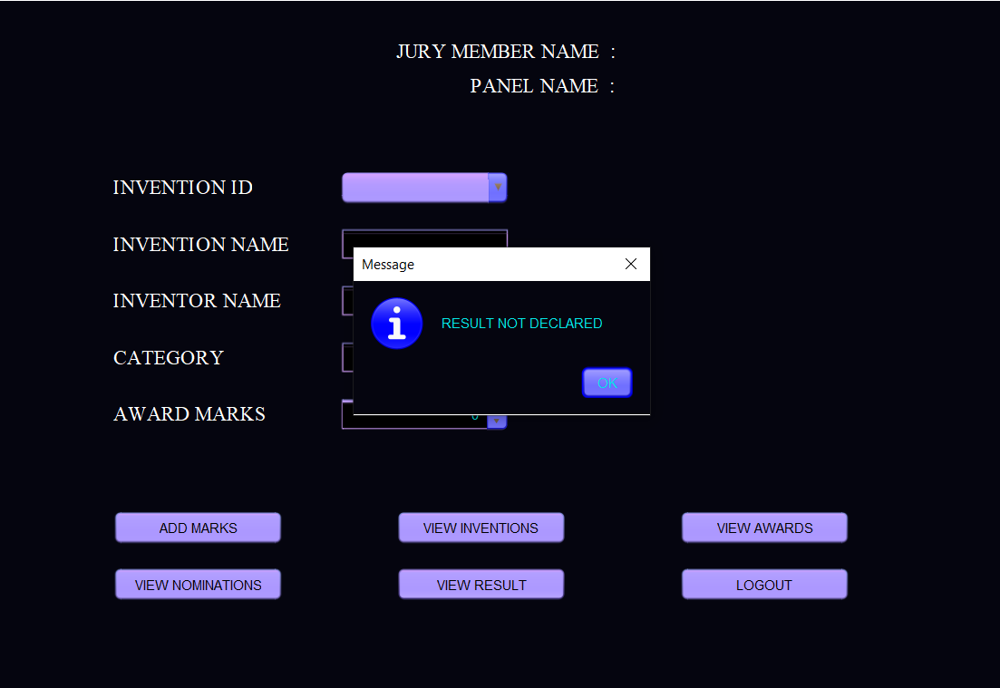 JURY MEMBER NAME :
PANEL NAME :
INVENTION ID
INVENTION NAME
Message
INVENTOR NAME
RESULT NOT DECLARED
CATEGORY
OK
AWARD MARKS
ADD MARKS
VIEW INVENTIONS
VIEW AWARDS
VIEW NOMINATIONS
VIEW RESULT
LOGOUT